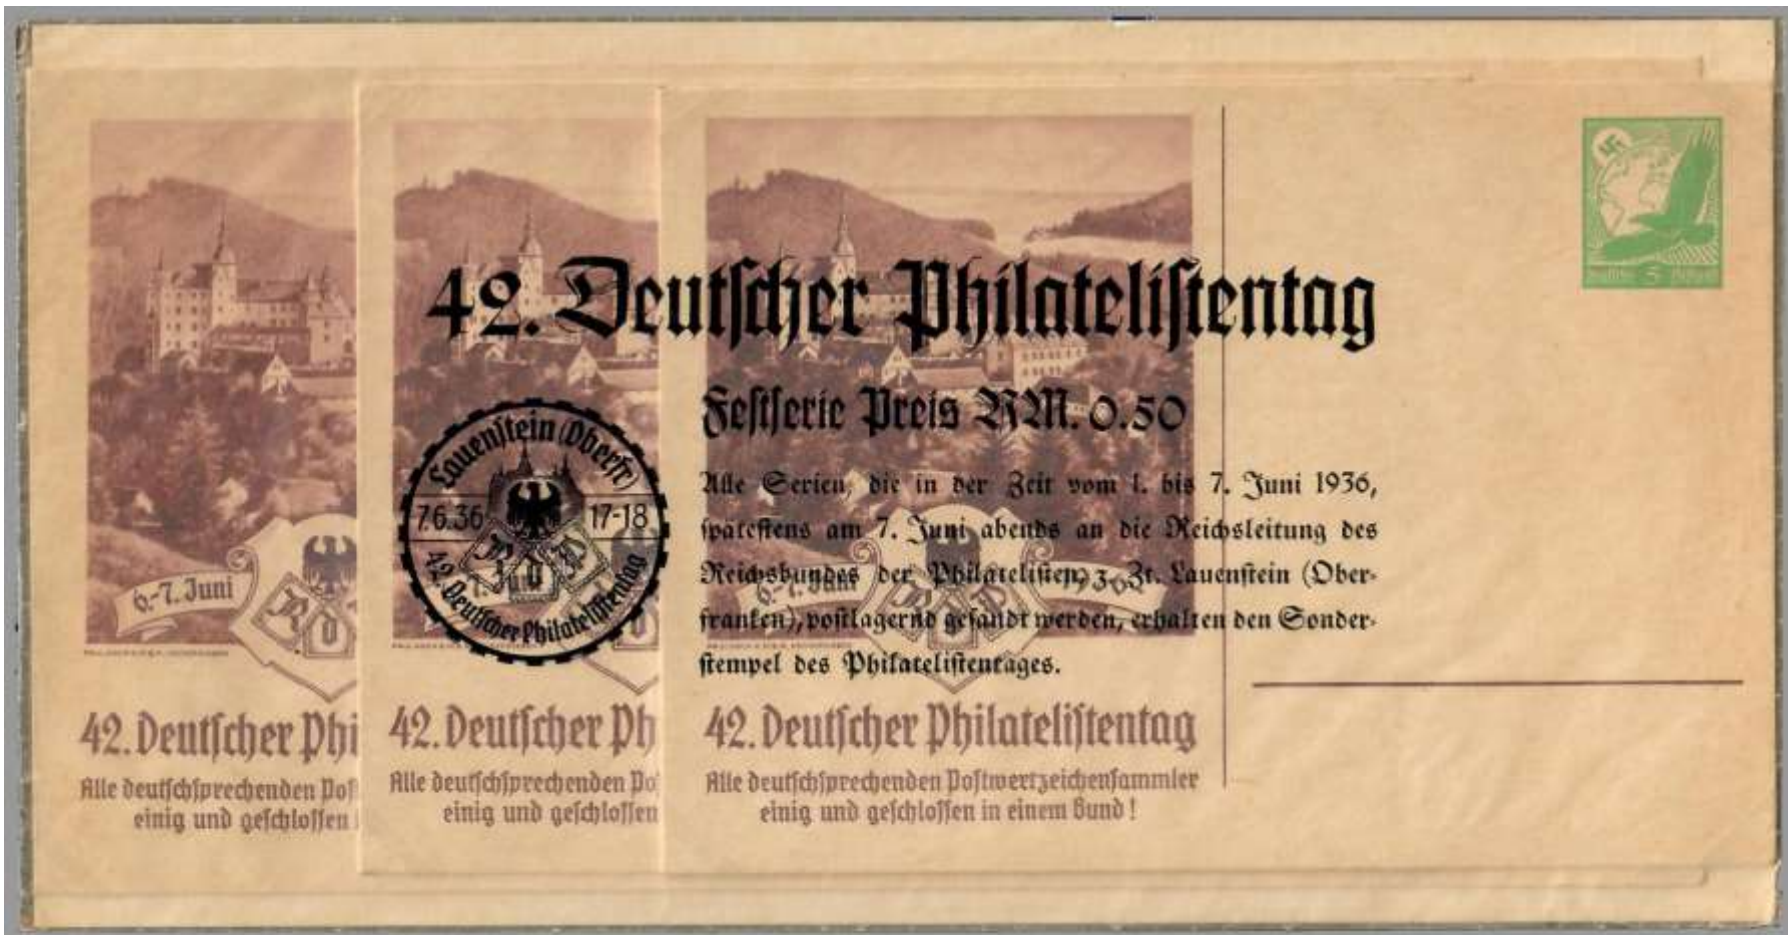 42. Deutscher Philatelistentag
Festserie Preis RM. 0.50
Alle Serien, die in der Zeit vom 1. bis 7. Juni 1936,
spätestens am 7. Juni abends an die Reichsleitung des
Reichsbundes der Philatelisten, z. Zt. Lauenstein (Ober-
franken), postlagernd gesandt werden, erhalten den Sonder-
stempel des Philatelistentages.
Lauenstein (Oberfr)
7.6.36 17-18
42. Deutscher Philatelistentag
6.-7. Juni
R d
42. Deutscher Phi
Alle deutschsprechenden Pos
einig und geschlossen
42. Deutscher Ph
Alle deutschsprechenden Po
einig und geschlossen
6.-7. Juni 1936
R d P
42. Deutscher Philatelistentag
Alle deutschsprechenden Postwertzeichensammler
einig und geschlossen in einem Bund!
5